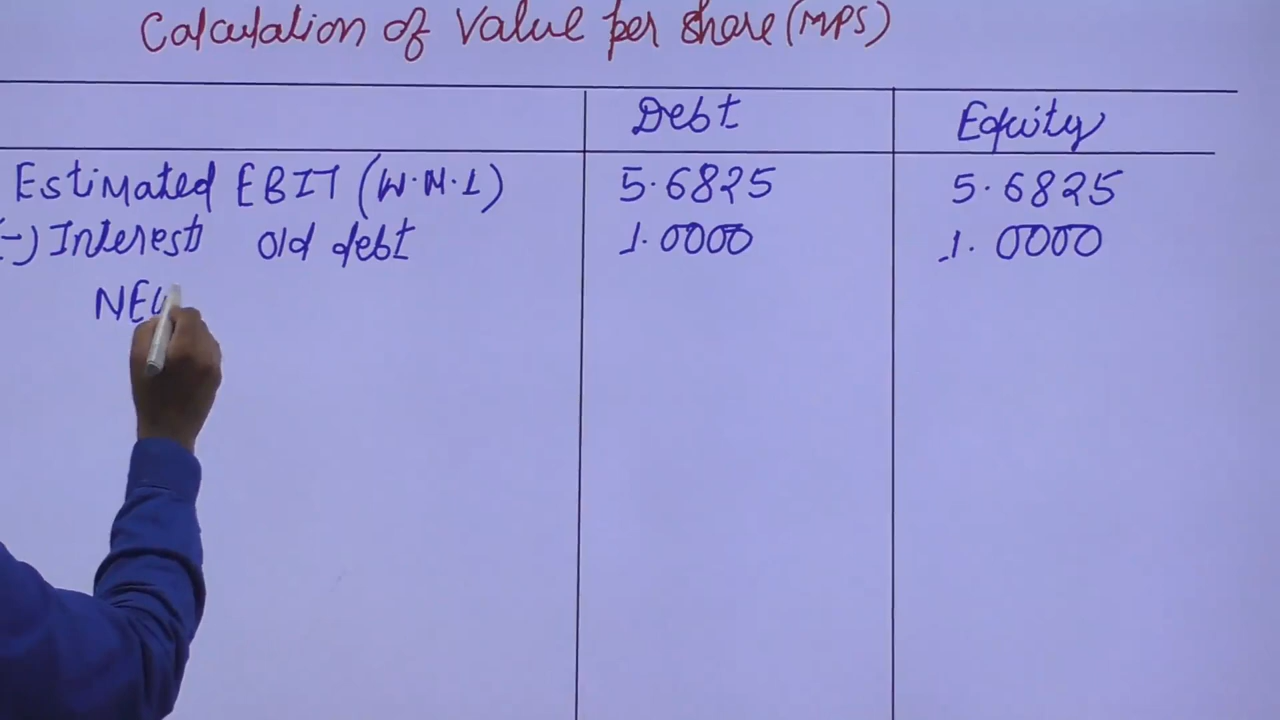 Calculation of Value per share (MPS)
Debt Equity
Estimated EBIT (W.N.1) 5.6825 5.6825
(-) Interest old debt 1.0000 1.0000
NEW